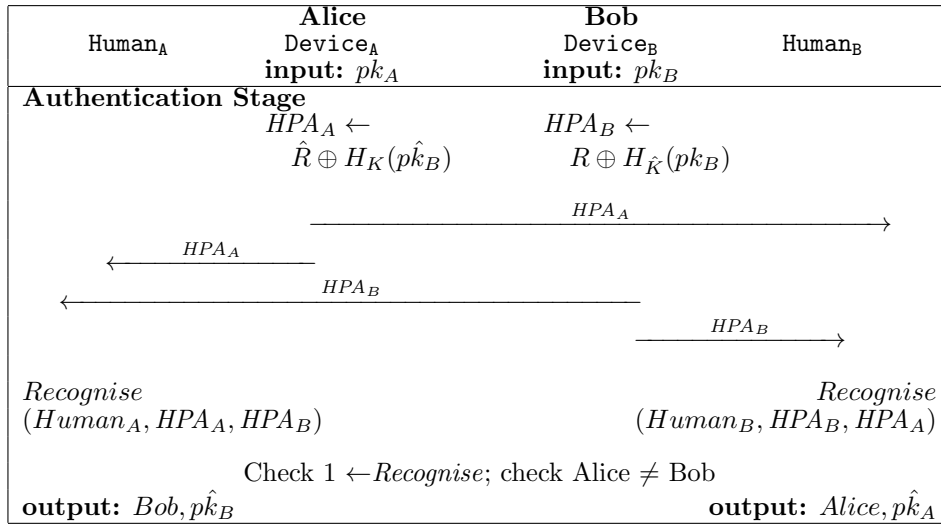 Alice Bob
Human_A Device_A Device_B Human_B
input: pk_A input: pk_B
Authentication Stage
HPA_A ← HPA_B ←
R̂ ⊕ H_K(pk̂_B) R ⊕ H_K̂(pk_B)
HPA_A
HPA_A
HPA_B
HPA_B
Recognise Recognise
(Human_A, HPA_A, HPA_B) (Human_B, HPA_B, HPA_A)
Check 1 ←Recognise; check Alice ≠ Bob
output: Bob, pk̂_B output: Alice, pk̂_A